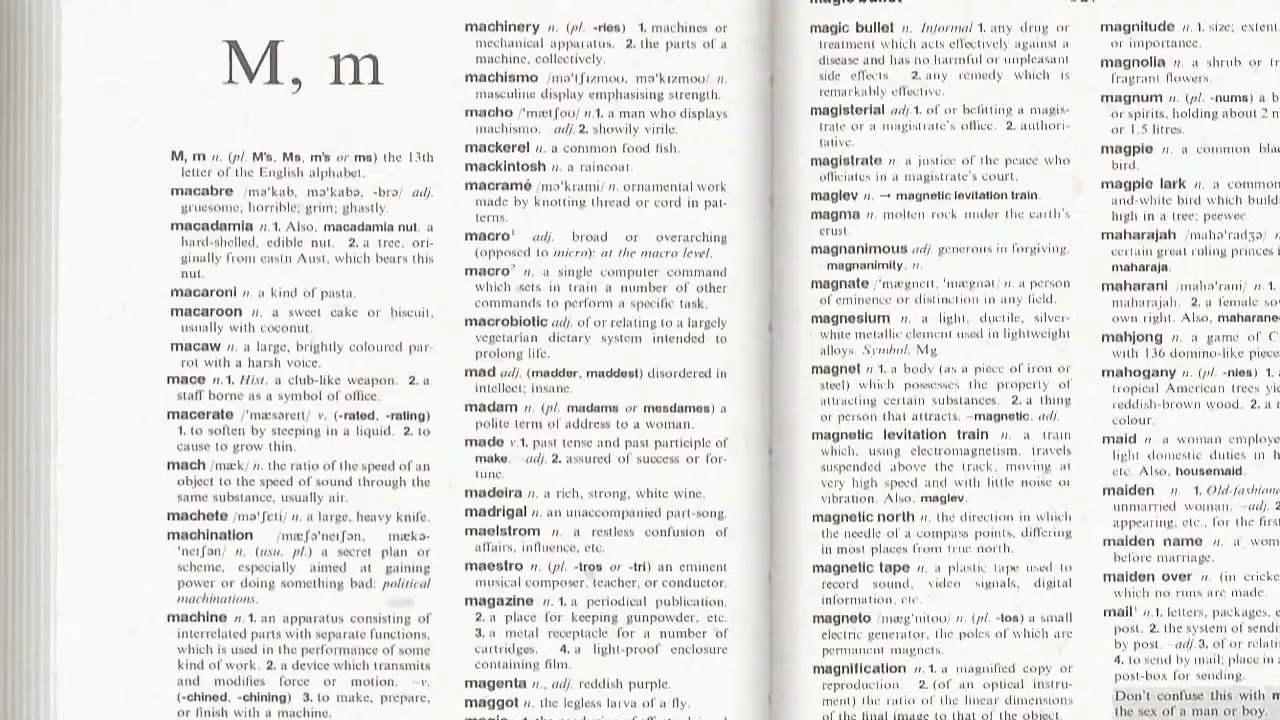 M, m
M, m n. (pl. M's, Ms, m's or ms) the 13th
letter of the English alphabet.
macabre /mə'kab, mə'kabə, -brə/ adj.
gruesome; horrible; grim; ghastly.
macadamia n.1. Also, macadamia nut, a
hard-shelled, edible nut. 2. a tree, ori-
ginally from eastn Aust, which bears this
nut.
macaroni n. a kind of pasta.
macaroon n. a sweet cake or biscuit,
usually with coconut.
macaw n. a large, brightly coloured par-
rot with a harsh voice.
mace n.1. Hist. a club-like weapon. 2. a
staff borne as a symbol of office.
macerate /'mæsəreɪt/ v. (-rated, -rating)
1. to soften by steeping in a liquid. 2. to
cause to grow thin.
mach /mæk/ n. the ratio of the speed of an
object to the speed of sound through the
same substance, usually air.
machete /mə'ʃeti/ n. a large, heavy knife.
machination /mæʃə'neɪʃən, mækə-
'neɪʃən/ n. (usu. pl.) a secret plan or
scheme, especially aimed at gaining
power or doing something bad: political
machinations.
machine n.1. an apparatus consisting of
interrelated parts with separate functions,
which is used in the performance of some
kind of work. 2. a device which transmits
and modifies force or motion. –v.
(-chined, -chining) 3. to make, prepare,
or finish with a machine.
machinery n. (pl. -ries) 1. machines or
mechanical apparatus. 2. the parts of a
machine, collectively.
machismo /mə'tʃɪzmoʊ, mə'kɪzmoʊ/ n.
masculine display emphasising strength.
macho /'mætʃoʊ/ n.1. a man who displays
machismo. adj. 2. showily virile.
mackerel n. a common food fish.
mackintosh n. a raincoat.
macramé /mə'krami/ n. ornamental work
made by knotting thread or cord in pat-
terns.
macro¹ adj. broad or overarching
(opposed to micro): at the macro level.
macro² n. a single computer command
which sets in train a number of other
commands to perform a specific task.
macrobiotic adj. of or relating to a largely
vegetarian dietary system intended to
prolong life.
mad adj. (madder, maddest) disordered in
intellect; insane.
madam n. (pl. madams or mesdames) a
polite term of address to a woman.
made v.1. past tense and past participle of
make. –adj. 2. assured of success or for-
tune.
madeira n. a rich, strong, white wine.
madrigal n. an unaccompanied part-song.
maelstrom n. a restless confusion of
affairs, influence, etc.
maestro n. (pl. -tros or -tri) an eminent
musical composer, teacher, or conductor.
magazine n.1. a periodical publication.
2. a place for keeping gunpowder, etc.
3. a metal receptacle for a number of
cartridges. 4. a light-proof enclosure
containing film.
magenta n., adj. reddish purple.
maggot n. the legless larva of a fly.
magic bullet
magic bullet n. Informal 1. any drug or
treatment which acts effectively against a
disease and has no harmful or unpleasant
side effects. 2. any remedy which is
remarkably effective.
magisterial adj.1. of or befitting a magis-
trate or a magistrate's office. 2. authori-
tative.
magistrate n. a justice of the peace who
officiates in a magistrate's court.
maglev n. → magnetic levitation train.
magma n. molten rock under the earth's
crust.
magnanimous adj. generous in forgiving.
–magnanimity, n.
magnate /'mægneɪt, 'mægnət/ n. a person
of eminence or distinction in any field.
magnesium n. a light, ductile, silver-
white metallic element used in lightweight
alloys. Symbol: Mg
magnet n.1. a body (as a piece of iron or
steel) which possesses the property of
attracting certain substances. 2. a thing
or person that attracts. –magnetic, adj.
magnetic levitation train n. a train
which, using electromagnetism, travels
suspended above the track, moving at
very high speed and with little noise or
vibration. Also, maglev.
magnetic north n. the direction in which
the needle of a compass points, differing
in most places from true north.
magnetic tape n. a plastic tape used to
record sound, video signals, digital
information, etc.
magneto /mæg'nitoʊ/ n. (pl. -tos) a small
electric generator, the poles of which are
permanent magnets.
magnification n.1. a magnified copy or
reproduction. 2. (of an optical instru-
ment) the ratio of the linear dimensions
of the final image to that of the object.
magnitude n.1. size; extent
or importance.
magnolia n. a shrub or
fragrant flowers.
magnum n. (pl. -nums) a
or spirits, holding about 2
or 1.5 litres.
magpie n. a common
bird.
magpie lark n. a common
and-white bird which
high in a tree; peewee.
maharajah /mahə'radʒə/
certain great ruling princes
maharaja.
maharani /mahə'rani/ n. 1.
maharajah. 2. a female
own right. Also,
mahjong n. a game of
with 136 domino-like
mahogany n. (pl. -nies) 1.
tropical American trees
reddish-brown wood. 2. a
colour.
maid n. a woman
light domestic duties in
etc. Also, housemaid.
maiden n. 1.
unmarried woman. –adj. 2.
appearing, etc., for the
maiden name n. a
before marriage.
maiden over n. (in
which no runs are made.
mail¹ n.1. letters, packages,
post. 2. the system of
by post. –adj. 3. of or
4. to send by mail; place in
post-box for sending.
Don't confuse this with
the sex of a man or boy.